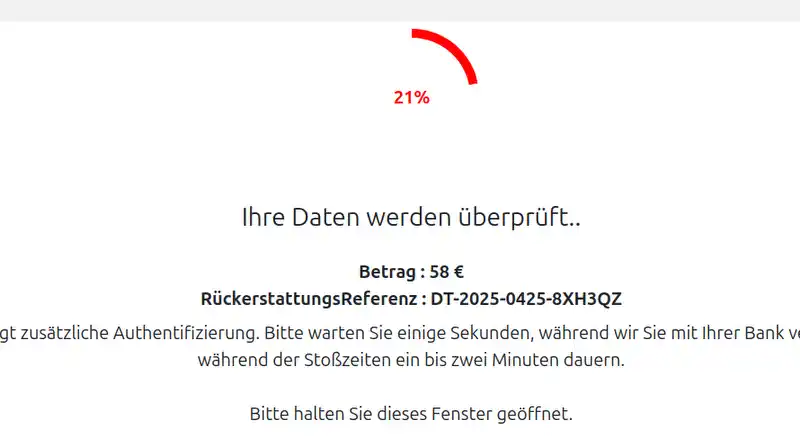 21%
Ihre Daten werden überprüft..
Betrag : 58 €
RückerstattungsReferenz : DT-2025-0425-8XH3QZ
zusätzliche Authentifizierung. Bitte warten Sie einige Sekunden, während wir Sie mit Ihrer Bank
während der Stoßzeiten ein bis zwei Minuten dauern.
Bitte halten Sie dieses Fenster geöffnet.